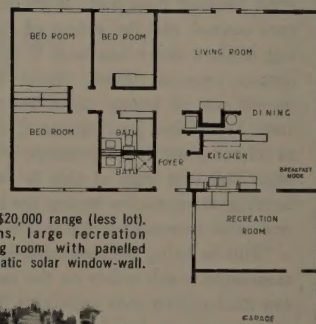 BED ROOM
BED ROOM
LIVING ROOM
DINING
BED ROOM
BATH
FOYER
KITCHEN
BATH
BREAKFAST
NOOK
$20,000 range (less lot).
ns, large recreation
g room with panelled
atic solar window-wall.
RECREATION
ROOM
GARAGE